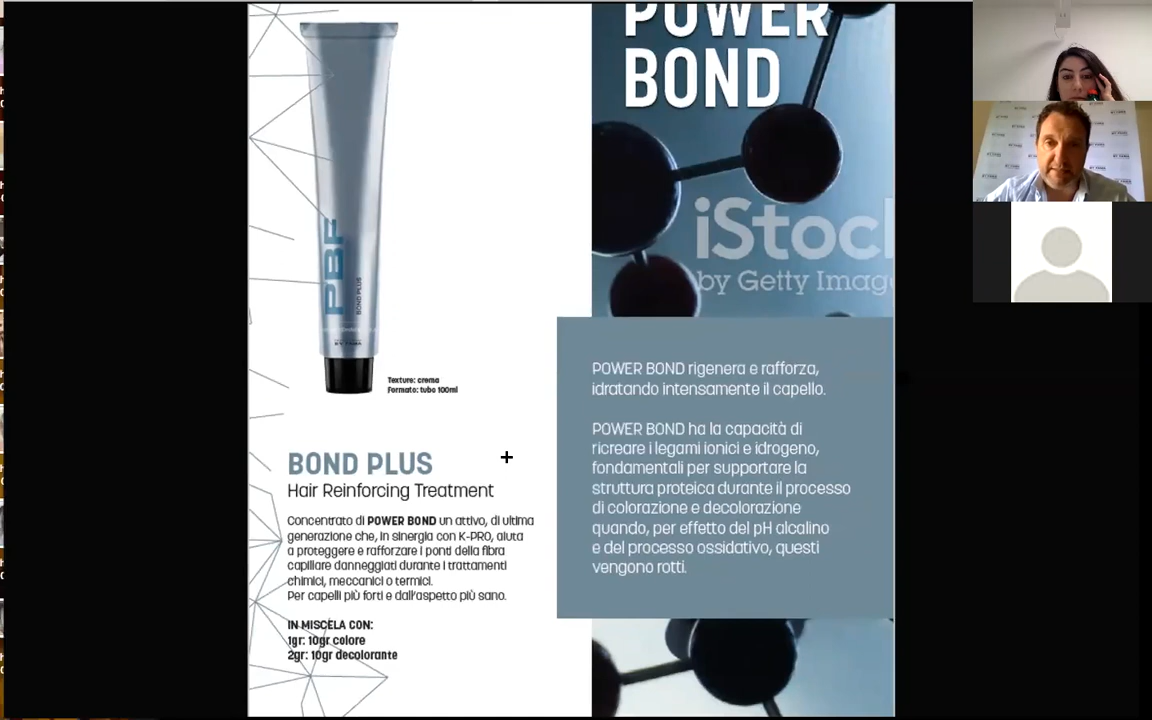 PBF
BOND PLUS
BY FAMA
Texture: crema
Formato: tubo 100ml
BOND PLUS
Hair Reinforcing Treatment
Concentrato di POWER BOND un attivo, di ultima
generazione che, in sinergia con K-PRO, aiuta
a proteggere e rafforzare i ponti della fibra
capillare danneggiati durante i trattamenti
chimici, meccanici o termici.
Per capelli più forti e dall'aspetto più sano.
IN MISCELA CON:
1gr: 10gr colore
2gr: 10gr decolorante
POWER
BOND
iStock
by Getty Imag
POWER BOND rigenera e rafforza,
idratando intensamente il capello.
POWER BOND ha la capacità di
ricreare i legami ionici e idrogeno,
fondamentali per supportare la
struttura proteica durante il processo
di colorazione e decolorazione
quando, per effetto del pH alcalino
e del processo ossidativo, questi
vengono rotti.